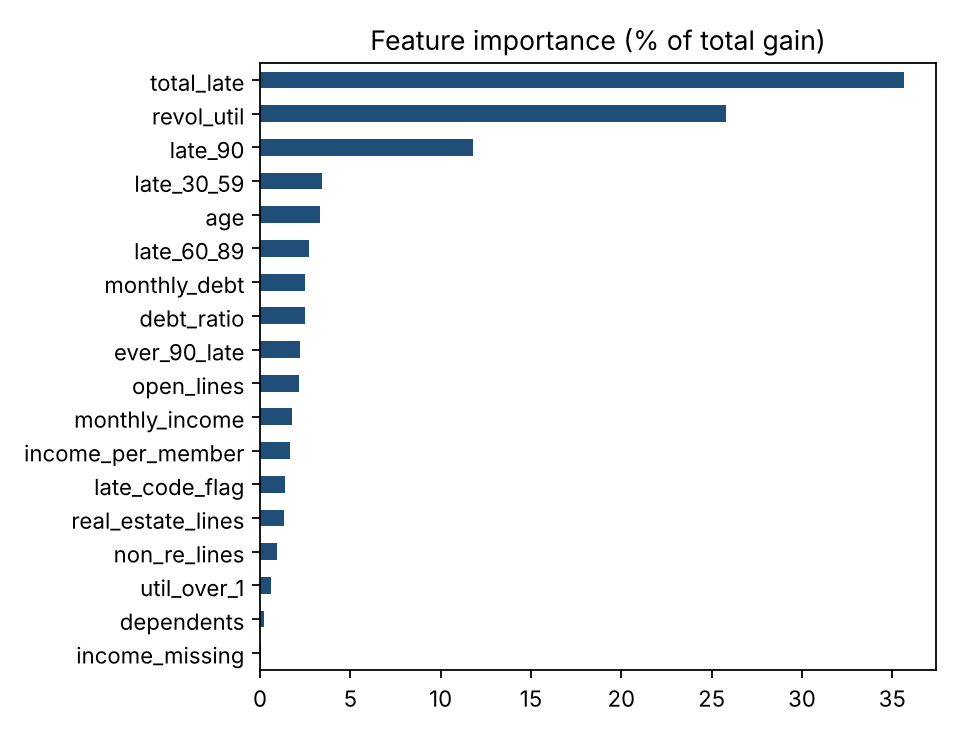 Feature importance (% of total gain)
total_late
revol_util
late_90
late_30_59
age
late_60_89
monthly_debt
debt_ratio
ever_90_late
open_lines
monthly_income
income_per_member
late_code_flag
real_estate_lines
non_re_lines
util_over_1
dependents
income_missing
0 5 10 15 20 25 30 35